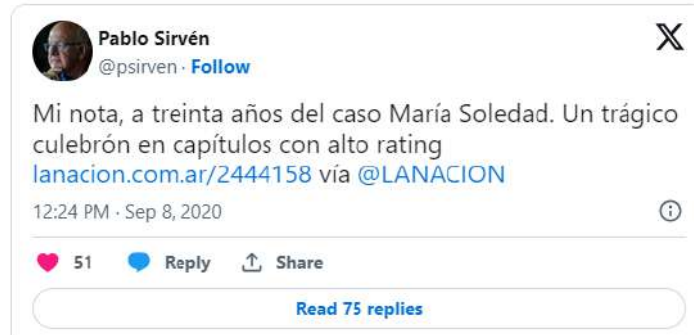 Pablo Sirvén
@psirven · Follow
Mi nota, a treinta años del caso María Soledad. Un trágico
culebrón en capítulos con alto rating
lanacion.com.ar/2444158 vía @LANACION
12:24 PM · Sep 8, 2020
51 Reply Share
Read 75 replies